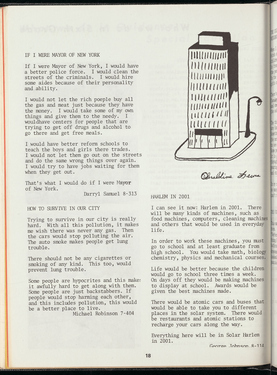 IF I WERE MAYOR OF NEW YORK
If I were Mayor of New York, I would have
a better police force. I would clean the
streets of the criminals. I would hire
some aides because of their personality
and ability.
I would not let the rich people buy all
the gas and meat just because they have
the money. I would take some of my own
things and give them to the needy. I
would have centers for people that are
trying to get off drugs and alcohol to
go there and get free meals.
I would have better reform schools to
teach the boys and girls there trades.
I would not let them go out on the streets
and do the same wrong things over again.
I would try to have jobs waiting for them
when they get out.
That's what I would do if I were Mayor
of New York.
Darryl Samuel 8-315
HOW TO SURVIVE IN OUR CITY
Trying to survive in our city is really
hard. With all this pollution, it makes
me wish there was never any gas. Then
the cars would stop polluting the air.
The auto smoke makes people get lung
trouble.
There should not be any cigarettes or
smoking of any kind. This too, would
prevent lung trouble.
Some people are hypocrites and this makes
it awfully hard to get along with them.
Some people are just backstabbers. If
people would stop harming each other,
and this includes pollution, this would
be a better place to live.
Michael Robinson 7-404
HARLEM IN 2001
I can see it now: Harlem in 2001. There
will be many kinds of machines, such as
food machines, computers, cleaning machine
and others that would be used in everyday
life.
In order to work these machines, you must
go to school and at least graduate from
high school. You would take math, biology
chemistry, physics and mechanical courses.
Life would be better because the children
would go to school three times a week.
On days off they would be making machines
to display at school. Awards would be
given the best machines made.
There would be atomic cars and buses that
would be able to take you to different
places in the solar system. There would
be restaurants and atomic stations to
recharge your cars along the way.
Everything here will be in Solar Harlem
in 2001.
George Johnson 8-315
18